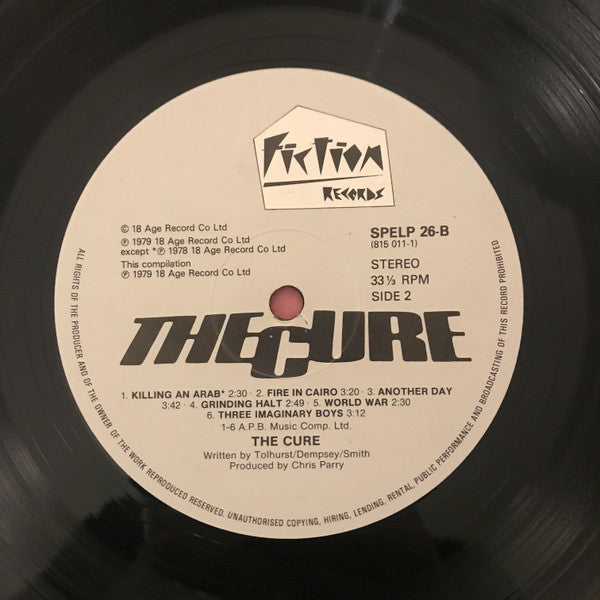 Fiction
RECORDS
© 18 Age Record Co Ltd
℗ 1979 18 Age Record Co Ltd
except *℗ 1978 18 Age Record Co Ltd
This compilation
℗ 1979 18 Age Record Co Ltd
SPELP 26-B
(815 011-1)
STEREO
33⅓ RPM
SIDE 2
THE CURE
1. KILLING AN ARAB* 2:30 · 2. FIRE IN CAIRO 3:20 · 3. ANOTHER DAY
3:42 · 4. GRINDING HALT 2:49 · 5. WORLD WAR 2:30
6. THREE IMAGINARY BOYS 3:12
1-6 A.P.B. Music Comp. Ltd.
THE CURE
Written by Tolhurst/Dempsey/Smith
Produced by Chris Parry
ALL RIGHTS OF THE PRODUCER AND OF THE OWNER OF THE WORK REPRODUCED RESERVED. UNAUTHORISED COPYING, HIRING, LENDING, RENTAL, PUBLIC PERFORMANCE AND BROADCASTING OF THIS RECORD PROHIBITED